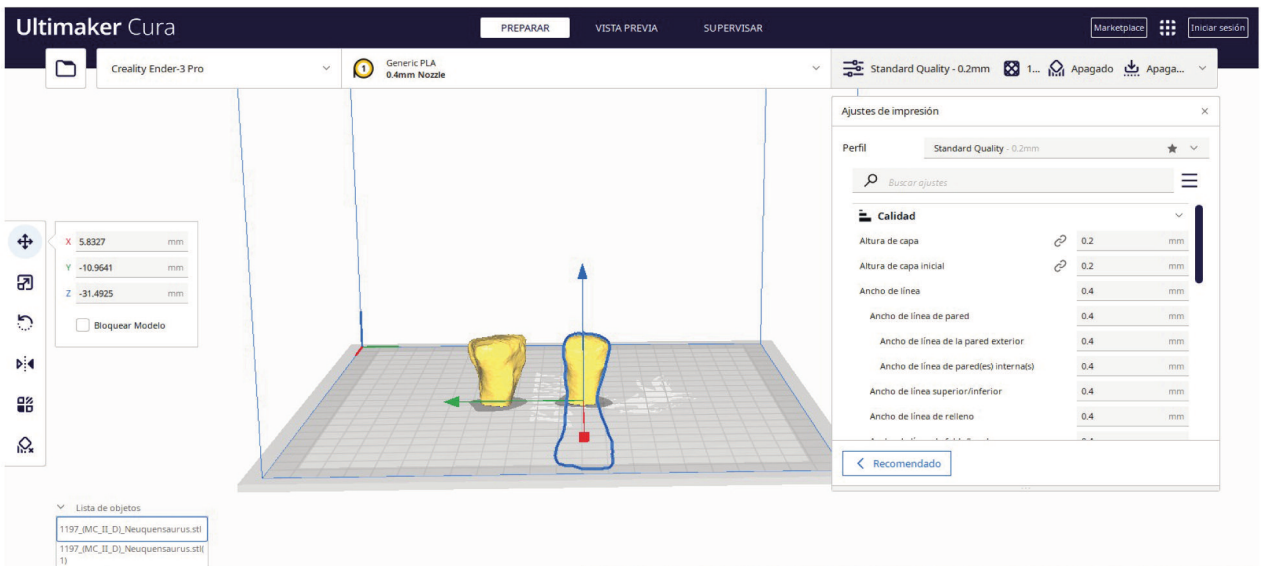 Ultimaker Cura
PREPARAR
VISTA PREVIA
SUPERVISAR
Marketplace
Iniciar sesión
Creality Ender-3 Pro
1
Generic PLA
0.4mm Nozzle
Standard Quality - 0.2mm
1...
Apagado
Apaga...
Ajustes de impresión
Perfil
Standard Quality - 0.2mm
Buscar ajustes
Calidad
Altura de capa 0.2 mm
Altura de capa inicial 0.2 mm
Ancho de línea 0.4 mm
Ancho de línea de pared 0.4 mm
Ancho de línea de la pared exterior 0.4 mm
Ancho de línea de pared(es) interna(s) 0.4 mm
Ancho de línea superior/inferior 0.4 mm
Ancho de línea de relleno 0.4 mm
Recomendado
X 5.8327 mm
Y -10.9641 mm
Z -31.4925 mm
Bloquear Modelo
Lista de objetos
1197_(MC_II_D)_Neuquensaurus.stl
1197_(MC_II_D)_Neuquensaurus.stl(
1)